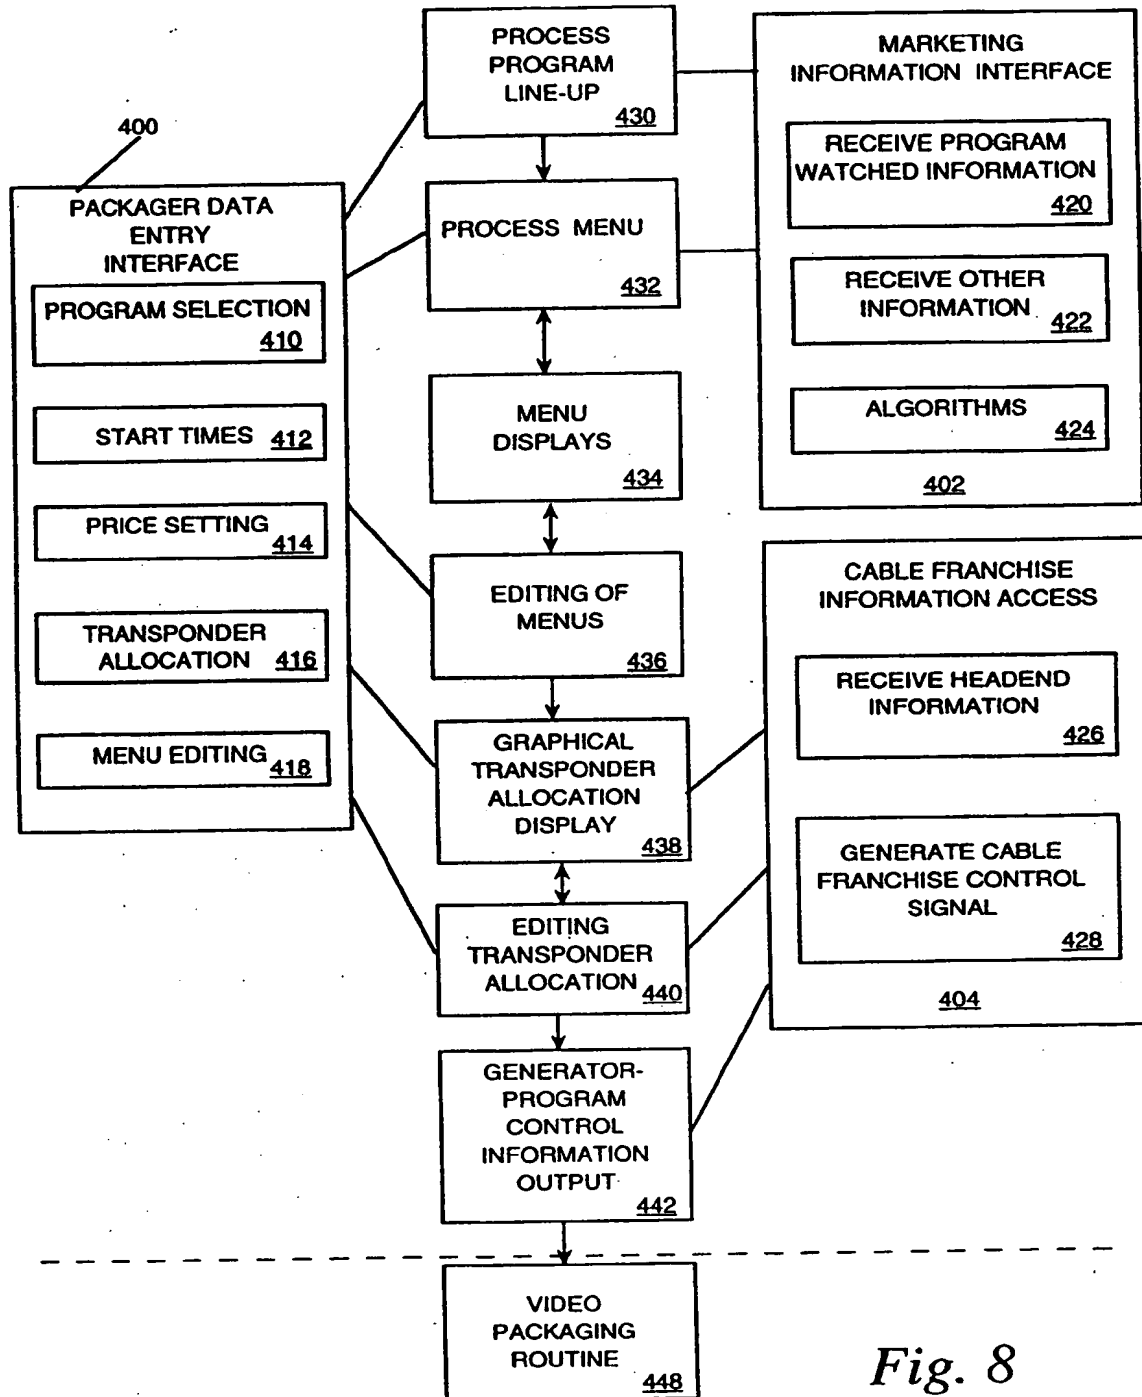 PROCESS
PROGRAM
LINE-UP
430
MARKETING
INFORMATION INTERFACE
RECEIVE PROGRAM
WATCHED INFORMATION
420
RECEIVE OTHER
INFORMATION
422
ALGORITHMS
424
402
400
PACKAGER DATA
ENTRY
INTERFACE
PROGRAM SELECTION
410
START TIMES 412
PRICE SETTING
414
TRANSPONDER
ALLOCATION 416
MENU EDITING
418
PROCESS MENU
432
MENU
DISPLAYS
434
EDITING OF
MENUS
436
GRAPHICAL
TRANSPONDER
ALLOCATION
DISPLAY
438
EDITING
TRANSPONDER
ALLOCATION
440
GENERATOR-
PROGRAM
CONTROL
INFORMATION
OUTPUT
442
CABLE FRANCHISE
INFORMATION ACCESS
RECEIVE HEADEND
INFORMATION
426
GENERATE CABLE
FRANCHISE CONTROL
SIGNAL
428
404
VIDEO
PACKAGING
ROUTINE
448
Fig. 8